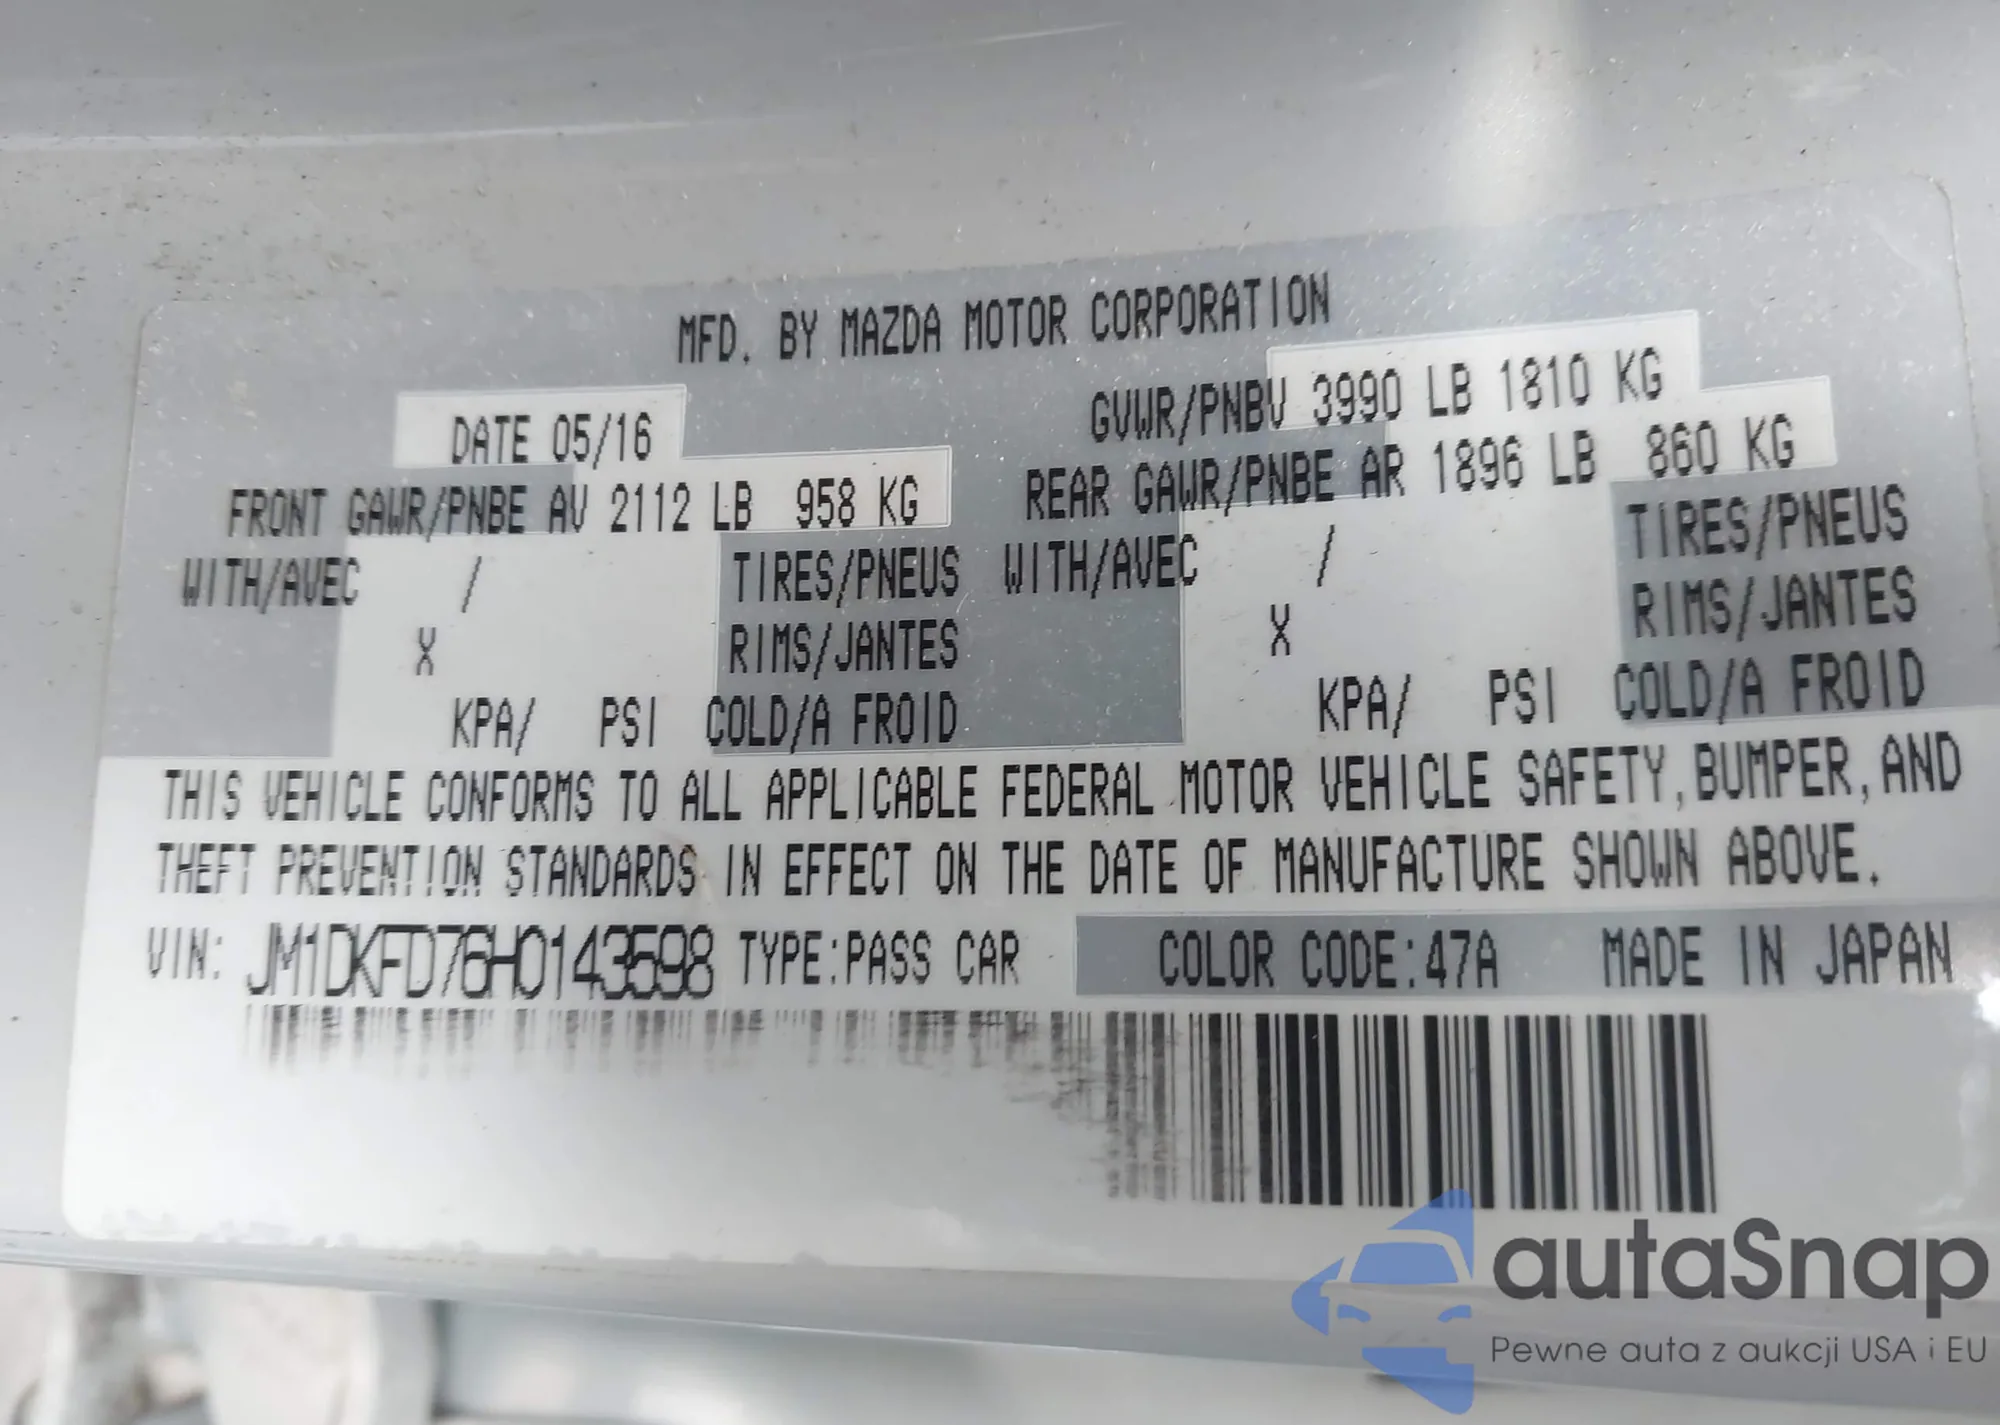 MFD. BY MAZDA MOTOR CORPORATION
DATE 05/16 GVWR/PNBV 3990 LB 1810 KG
FRONT GAWR/PNBE AV 2112 LB 958 KG REAR GAWR/PNBE AR 1896 LB 860 KG
WITH/AVEC / TIRES/PNEUS WITH/AVEC / TIRES/PNEUS
X RIMS/JANTES X RIMS/JANTES
KPA/ PSI COLD/A FROID KPA/ PSI COLD/A FROID
THIS VEHICLE CONFORMS TO ALL APPLICABLE FEDERAL MOTOR VEHICLE SAFETY, BUMPER, AND
THEFT PREVENTION STANDARDS IN EFFECT ON THE DATE OF MANUFACTURE SHOWN ABOVE.
VIN: JM1DKFD76H0143598 TYPE:PASS CAR COLOR CODE:47A MADE IN JAPAN
autaSnap
Pewne auta z aukcji USA i EU